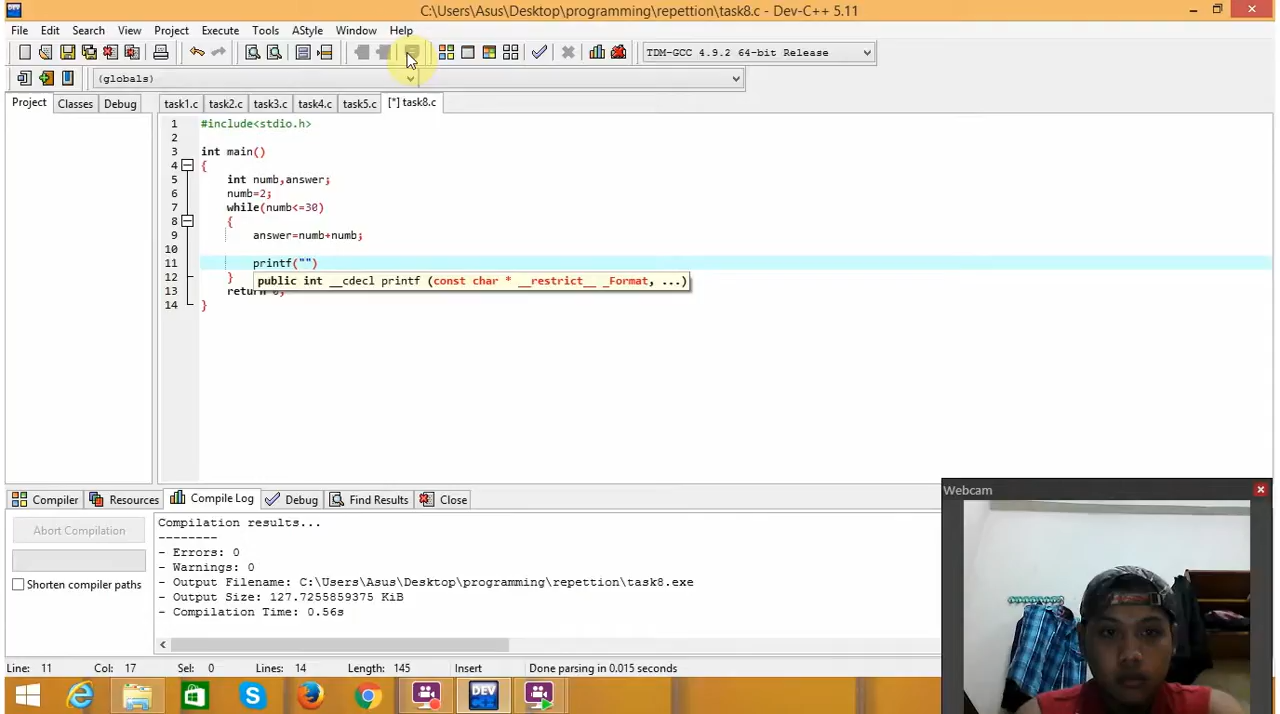 C:\Users\Asus\Desktop\programming\repettion\task8.c - Dev-C++ 5.11
File Edit Search View Project Execute Tools AStyle Window Help
TDM-GCC 4.9.2 64-bit Release
(globals)
Project Classes Debug task1.c task2.c task3.c task4.c task5.c [*] task8.c
1 #include<stdio.h>
2
3 int main()
4 {
5 int numb,answer;
6 numb=2;
7 while(numb<=30)
8 {
9 answer=numb+numb;
10
11 printf("")
12 }
public int __cdecl printf (const char * __restrict__ _Format, ...)
13 return 0;
14 }
Compiler Resources Compile Log Debug Find Results Close
Webcam
Abort Compilation
Shorten compiler paths
Compilation results...
--------
- Errors: 0
- Warnings: 0
- Output Filename: C:\Users\Asus\Desktop\programming\repettion\task8.exe
- Output Size: 127.7255859375 KiB
- Compilation Time: 0.56s
Line: 11 Col: 17 Sel: 0 Lines: 14 Length: 145 Insert Done parsing in 0.015 seconds
DEV